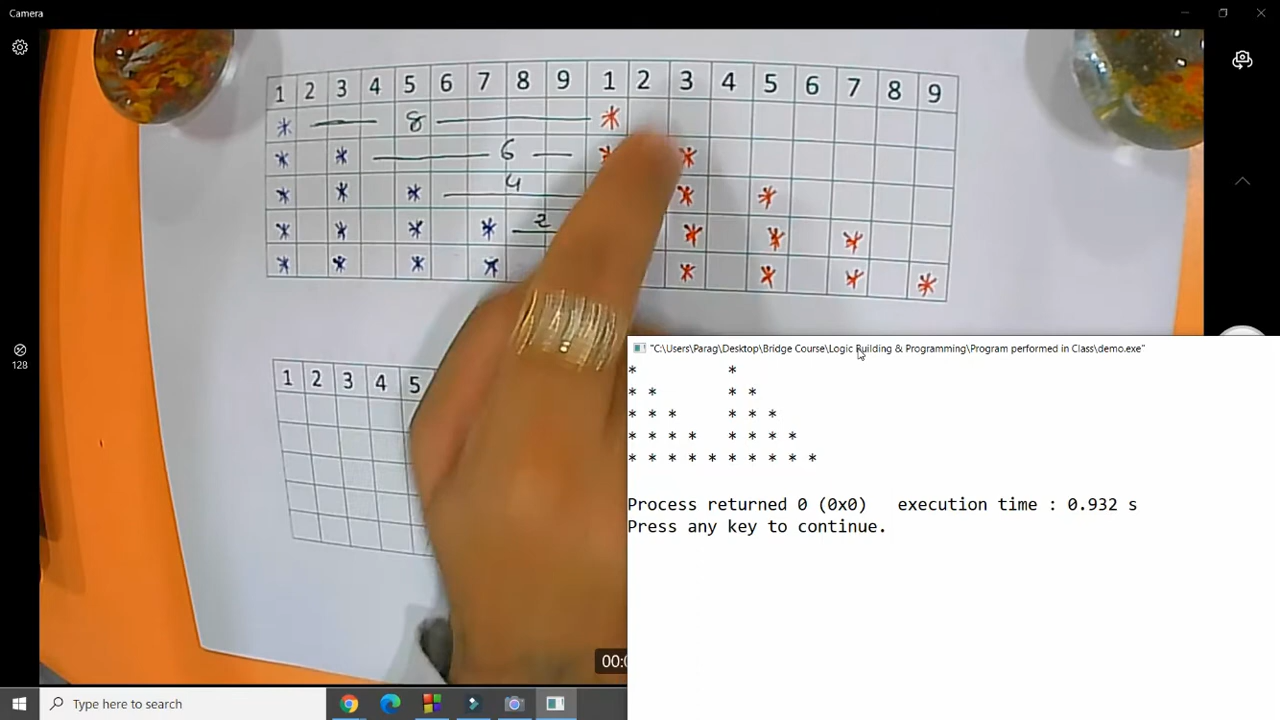 Camera
1 2 3 4 5 6 7 8 9 1 2 3 4 5 6 7 8 9
* 8 *
* * 6 * *
* * * 4 * *
* * * * 2 * * *
* * * * * * * *
128
1 2 3 4 5
"C:\Users\Parag\Desktop\Bridge Course\Logic Building & Programming\Program performed in Class\demo.exe"
* *
* * * *
* * * * * *
* * * * * * * *
* * * * * * * * * *
Process returned 0 (0x0) execution time : 0.932 s
Press any key to continue.
00:
Type here to search